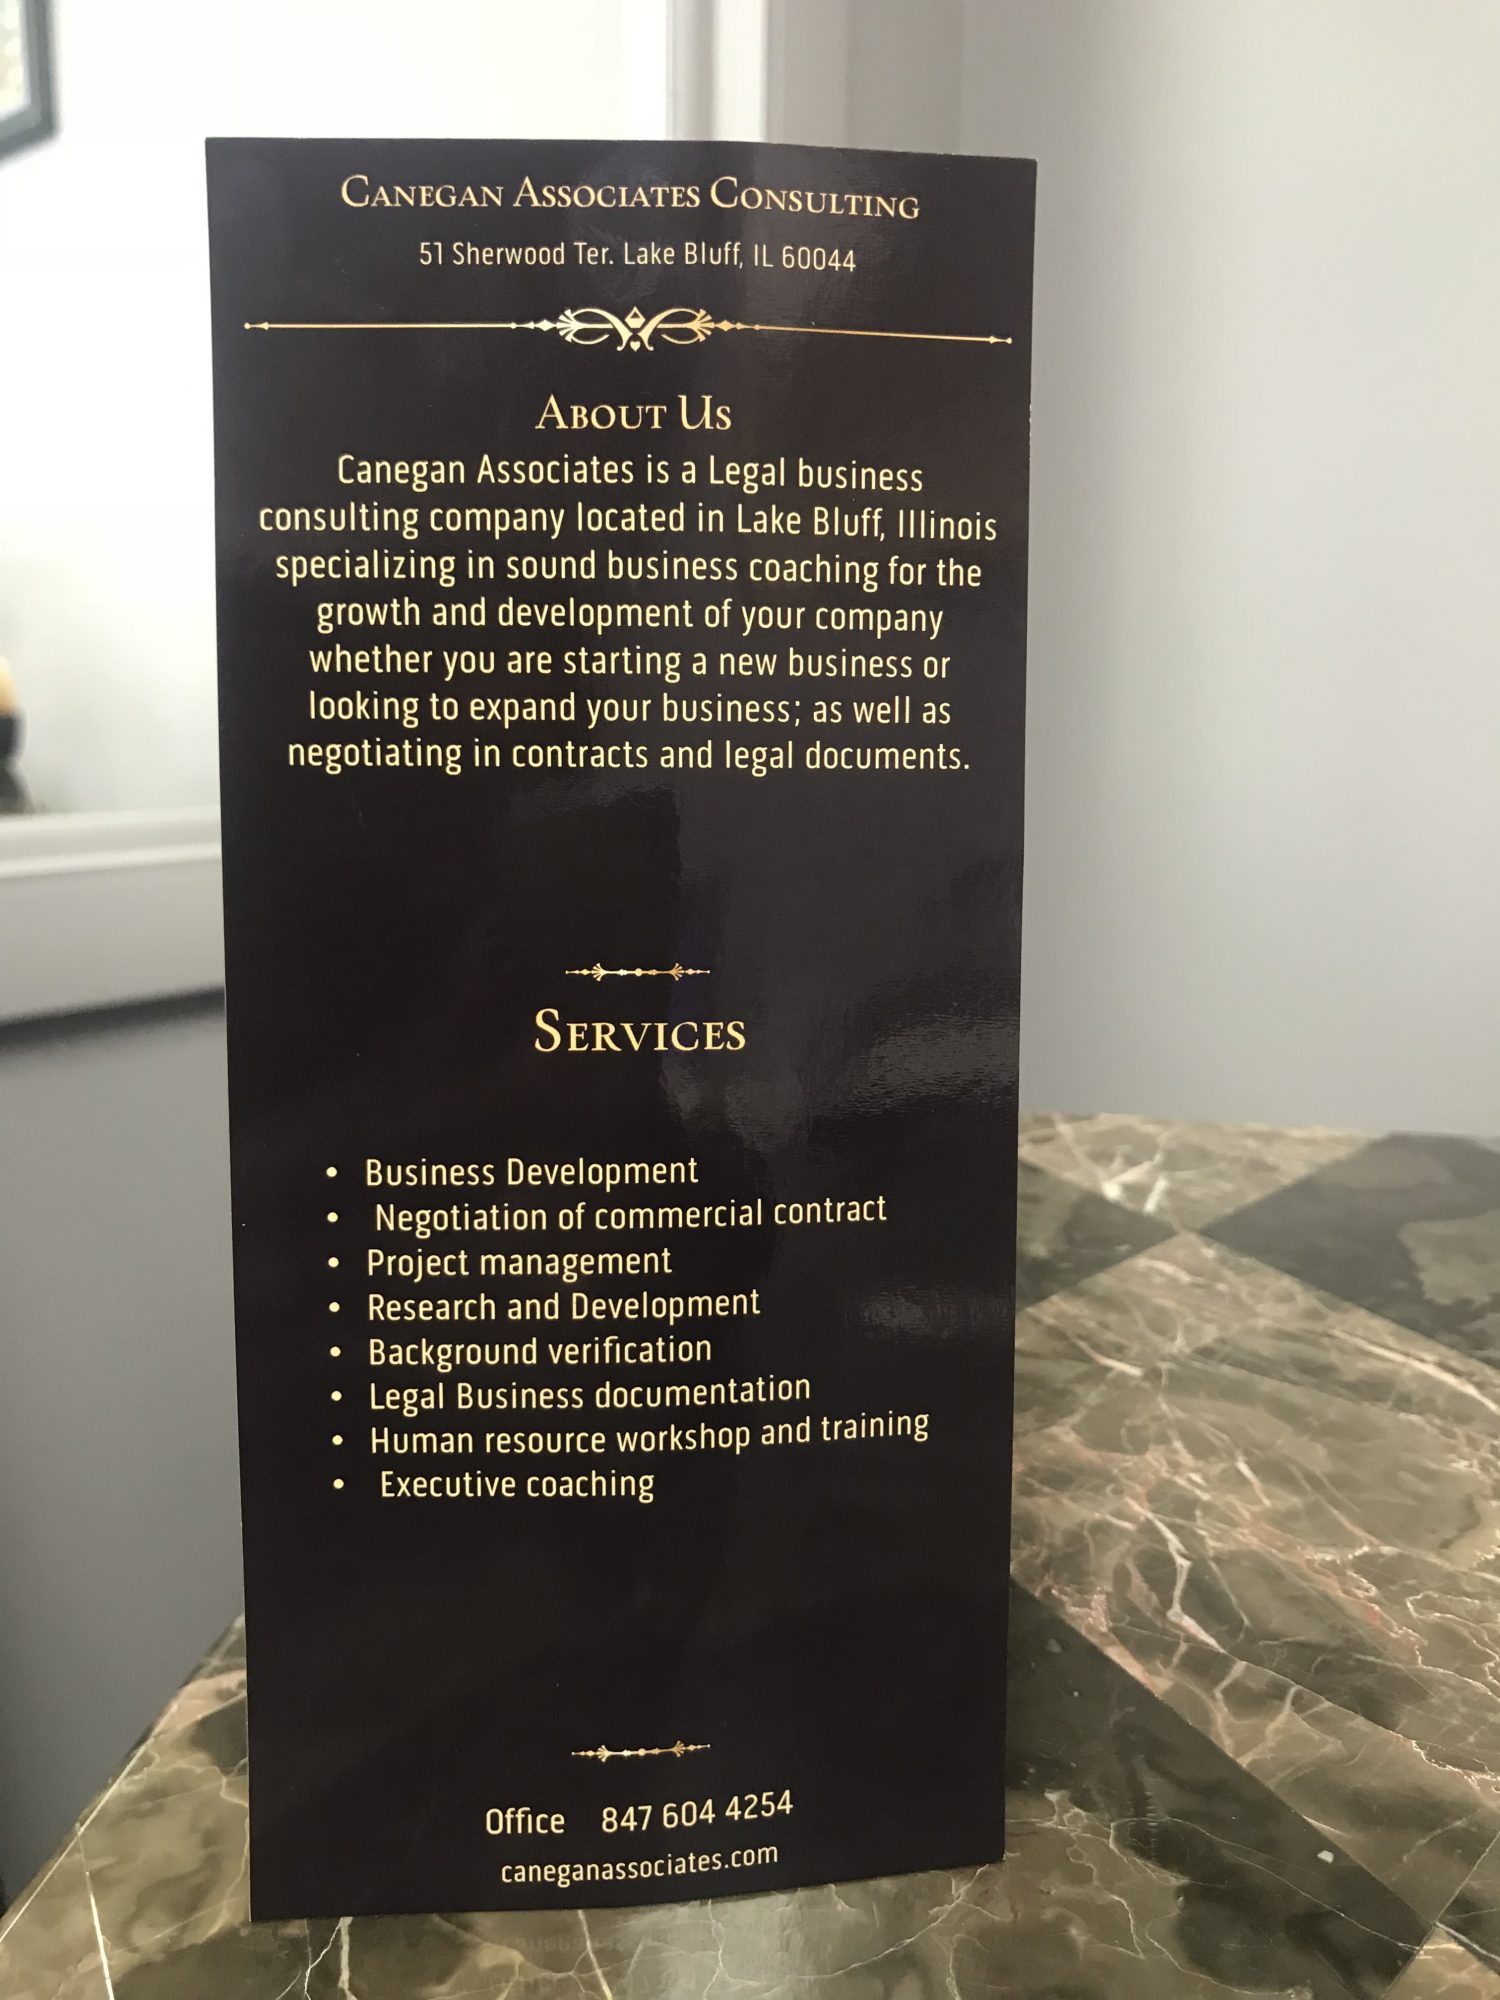 Canegan Associates Consulting
51 Sherwood Ter. Lake Bluff, IL 60044
About Us
Canegan Associates is a Legal business
consulting company located in Lake Bluff, Illinois
specializing in sound business coaching for the
growth and development of your company
whether you are starting a new business or
looking to expand your business; as well as
negotiating in contracts and legal documents.
Services
• Business Development
• Negotiation of commercial contract
• Project management
• Research and Development
• Background verification
• Legal Business documentation
• Human resource workshop and training
• Executive coaching
Office 847 604 4254
caneganassociates.com